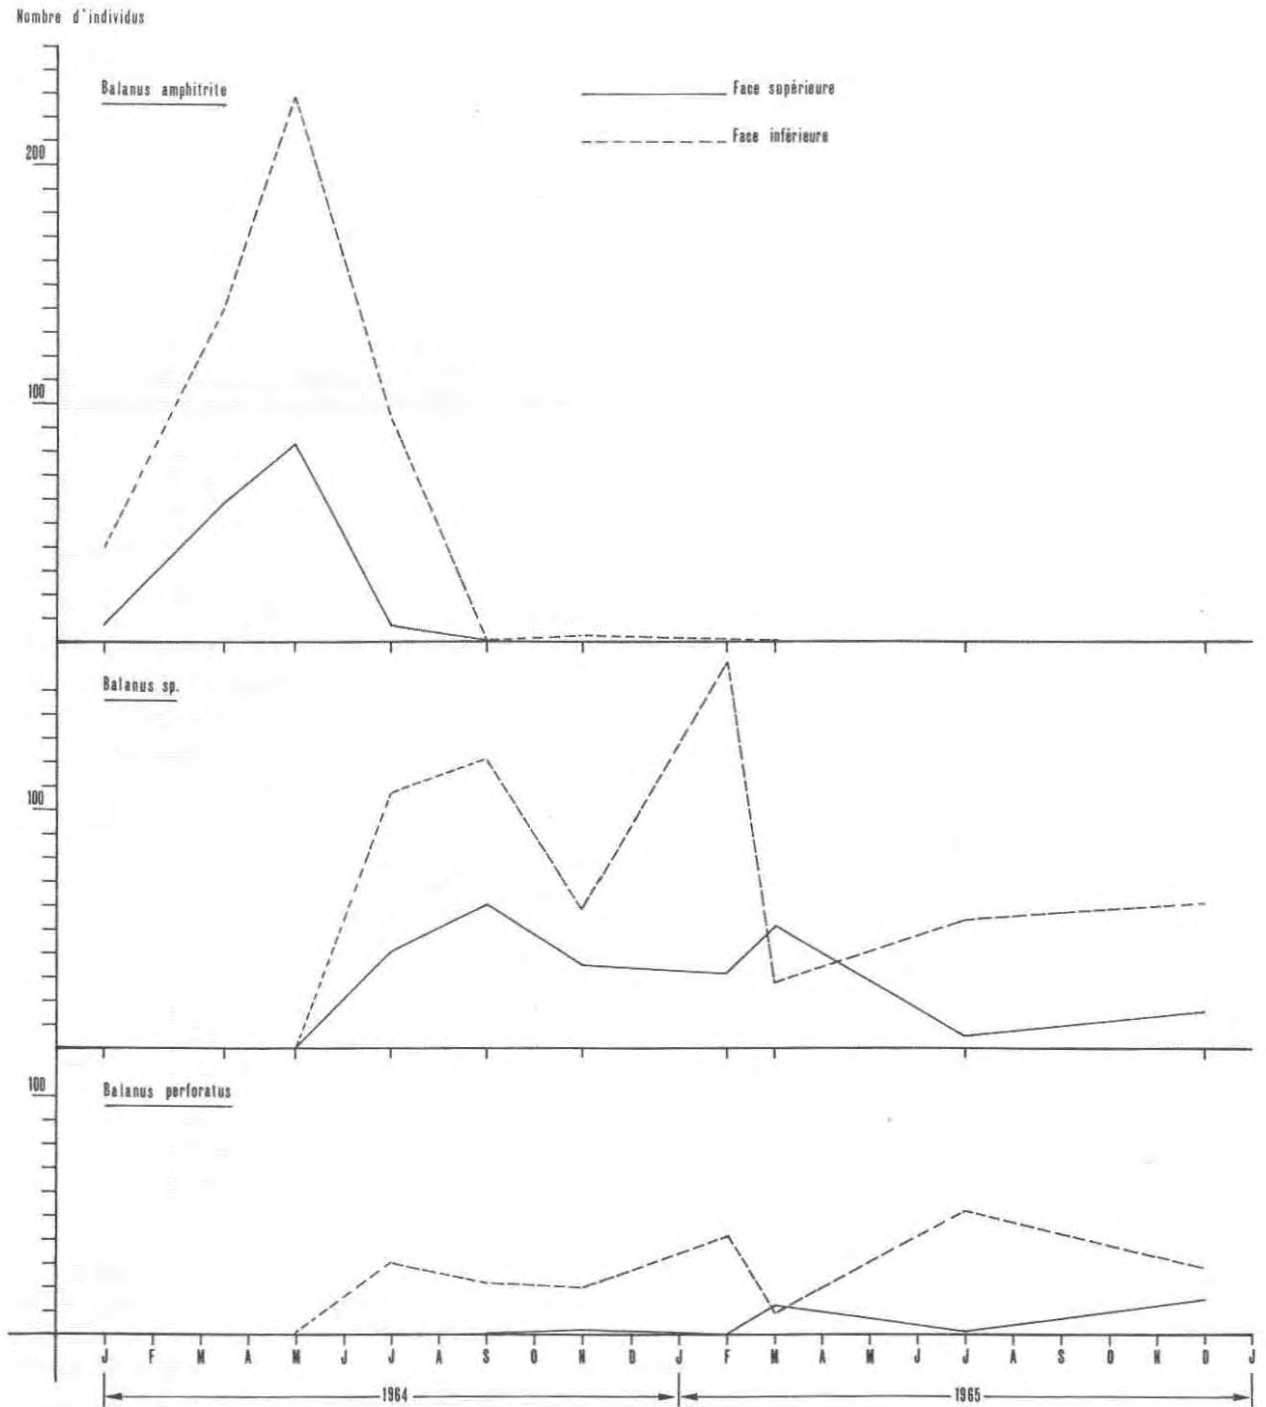 Nombre d'individus
Balanus amphitrite
Face supérieure
Face inférieure
200
100
Balanus sp.
100
Balanus perforatus
100
J F M A M J J A S O N D J F M A M J J A S O N D J
1964 1965